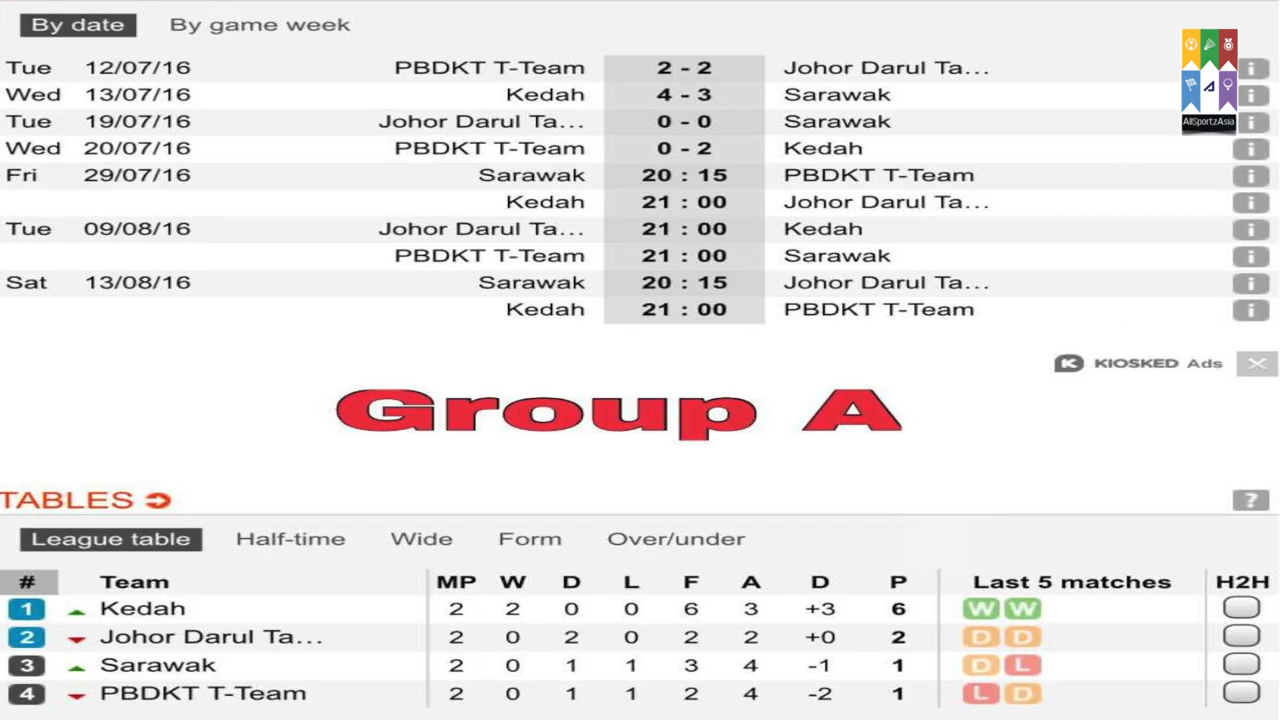 By date By game week
Tue 12/07/16 PBDKT T-Team 2 - 2 Johor Darul Ta... i
Wed 13/07/16 Kedah 4 - 3 Sarawak i
AllSportzAsia
Tue 19/07/16 Johor Darul Ta... 0 - 0 Sarawak i
Wed 20/07/16 PBDKT T-Team 0 - 2 Kedah i
Fri 29/07/16 Sarawak 20 : 15 PBDKT T-Team i
Kedah 21 : 00 Johor Darul Ta... i
Tue 09/08/16 Johor Darul Ta... 21 : 00 Kedah i
PBDKT T-Team 21 : 00 Sarawak i
Sat 13/08/16 Sarawak 20 : 15 Johor Darul Ta... i
Kedah 21 : 00 PBDKT T-Team i
K KIOSKED Ads
Group A
TABLES ?
League table Half-time Wide Form Over/under
# Team MP W D L F A D P Last 5 matches H2H
1 Kedah 2 2 0 0 6 3 +3 6 W W
2 Johor Darul Ta... 2 0 2 0 2 2 +0 2 D D
3 Sarawak 2 0 1 1 3 4 -1 1 D L
4 PBDKT T-Team 2 0 1 1 2 4 -2 1 L D